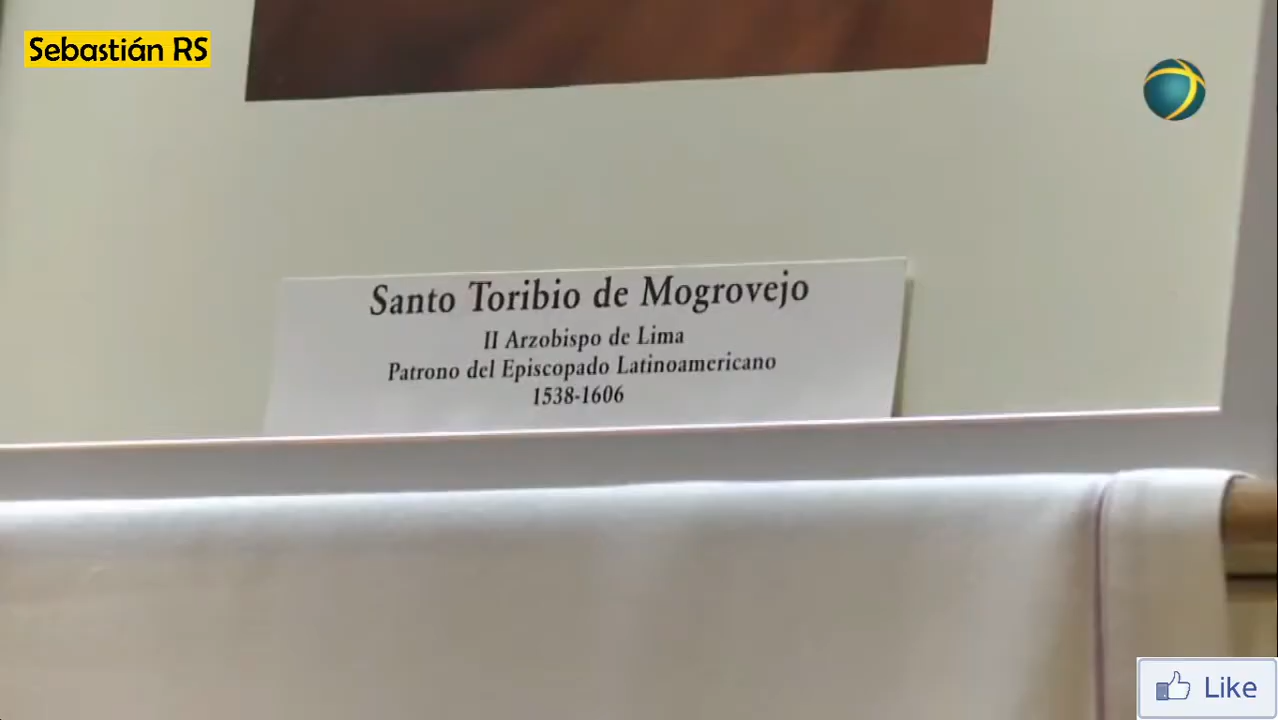 Sebastián RS
Santo Toribio de Mogrovejo
II Arzobispo de Lima
Patrono del Episcopado Latinoamericano
1538-1606
Like